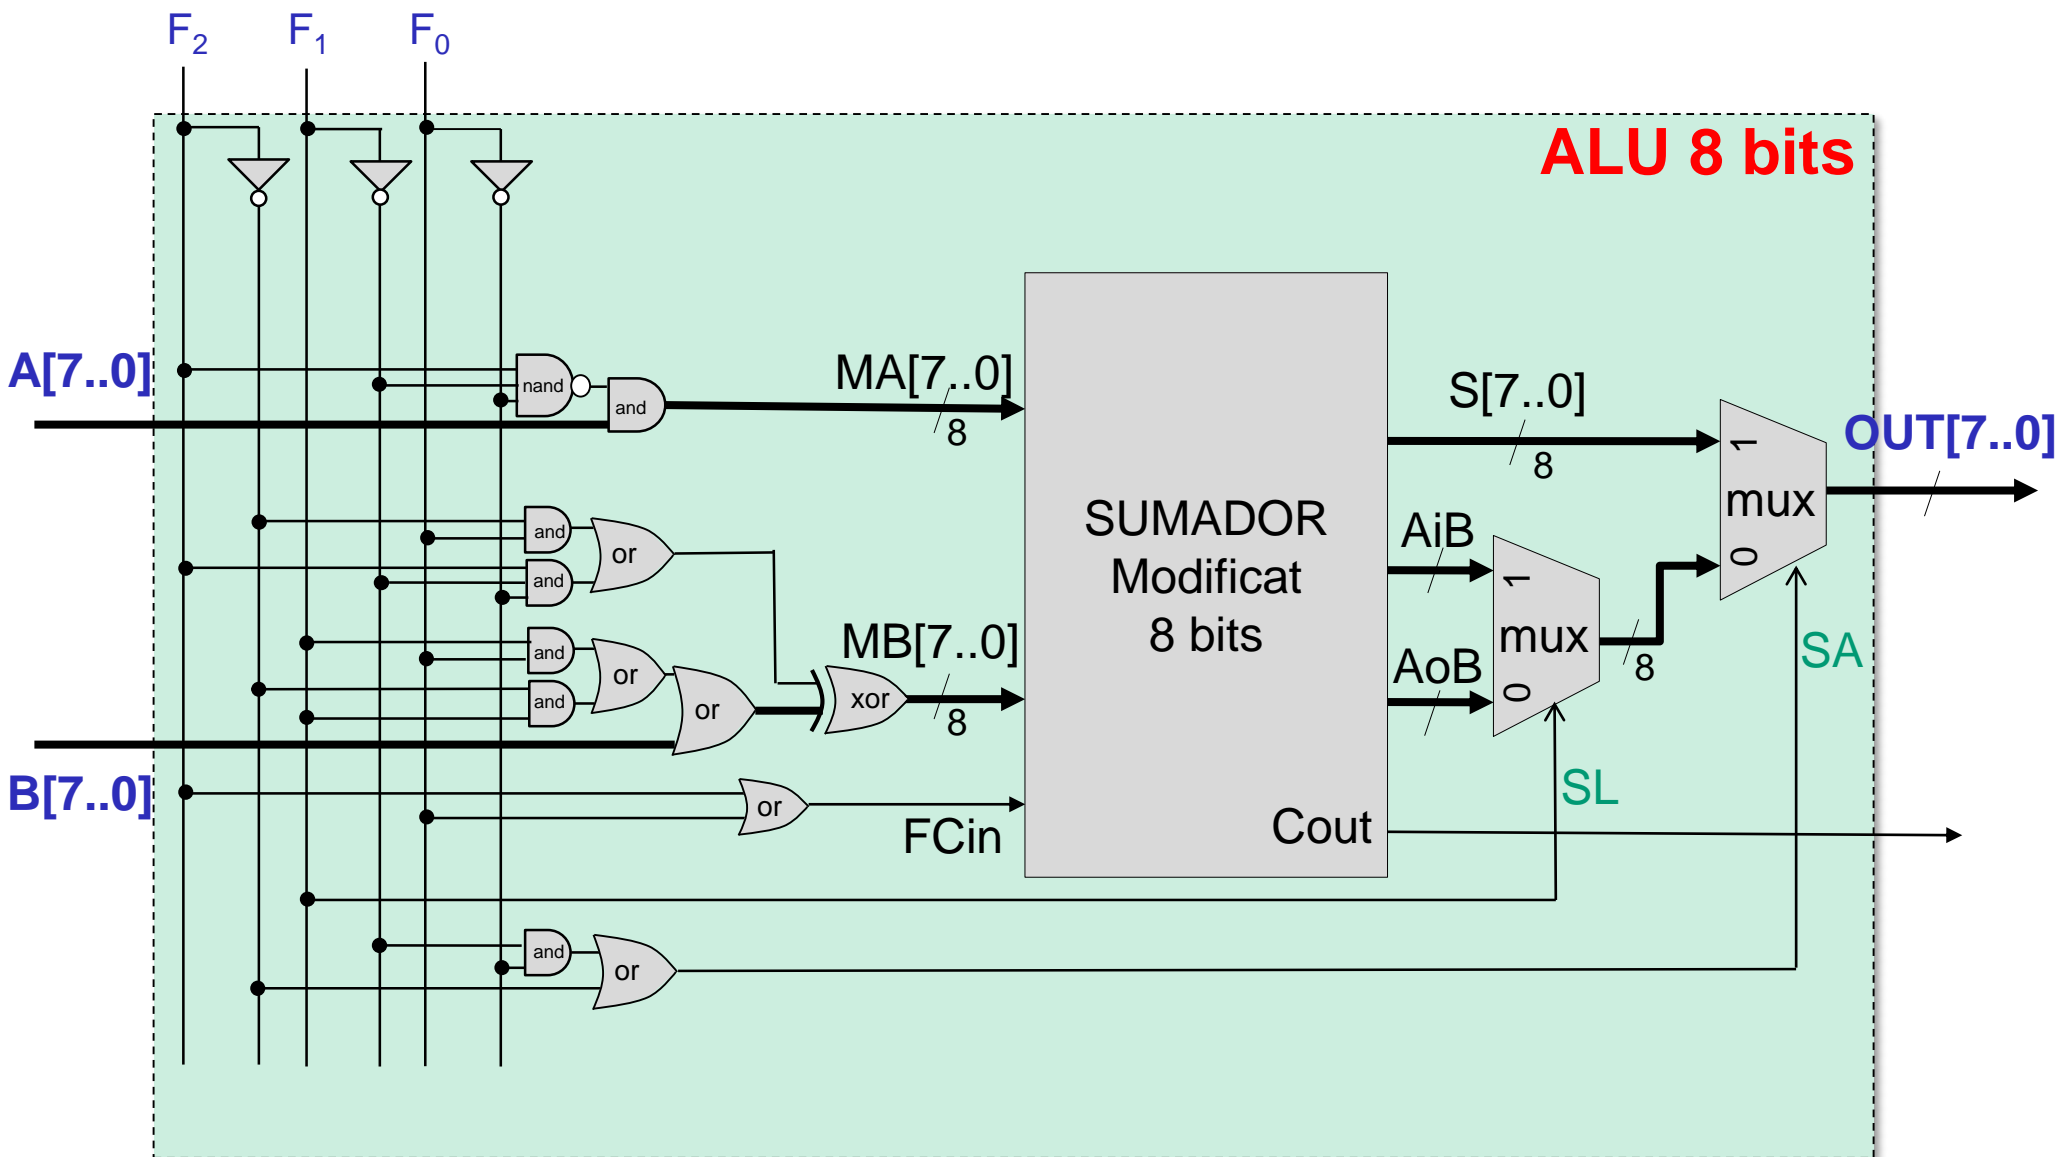 F2 F1 F0
ALU 8 bits
A[7..0]
nand
and
MA[7..0]
8
S[7..0]
8
OUT[7..0]
1
mux
0
and
or
and
SUMADOR
Modificat
8 bits
AiB
1
mux
0
8
AoB
SA
and
or
and
or
xor
MB[7..0]
8
B[7..0]
or
FCin
Cout
SL
and
or